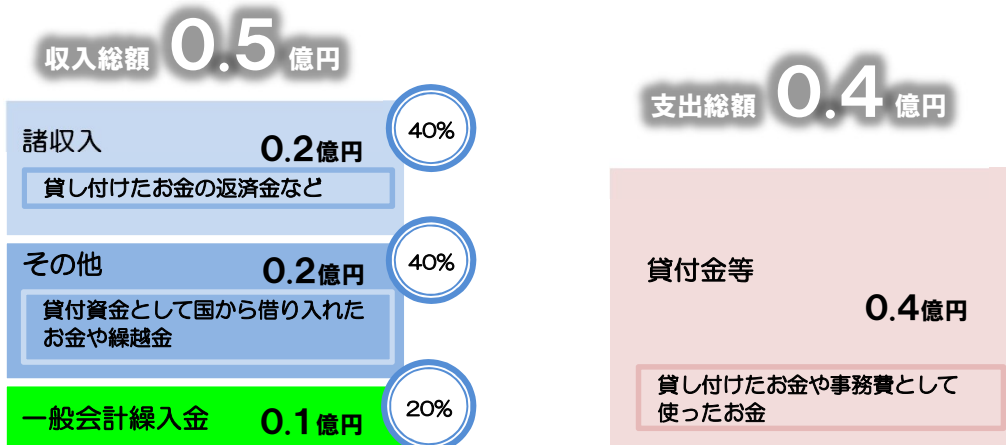 収入総額 0.5 億円
諸収入
0.2億円
40%
貸し付けたお金の返済金など
その他
0.2億円
40%
貸付資金として国から借り入れた
お金や繰越金
一般会計繰入金
0.1億円
20%
支出総額 0.4 億円
貸付金等
0.4億円
貸し付けたお金や事務費として
使ったお金